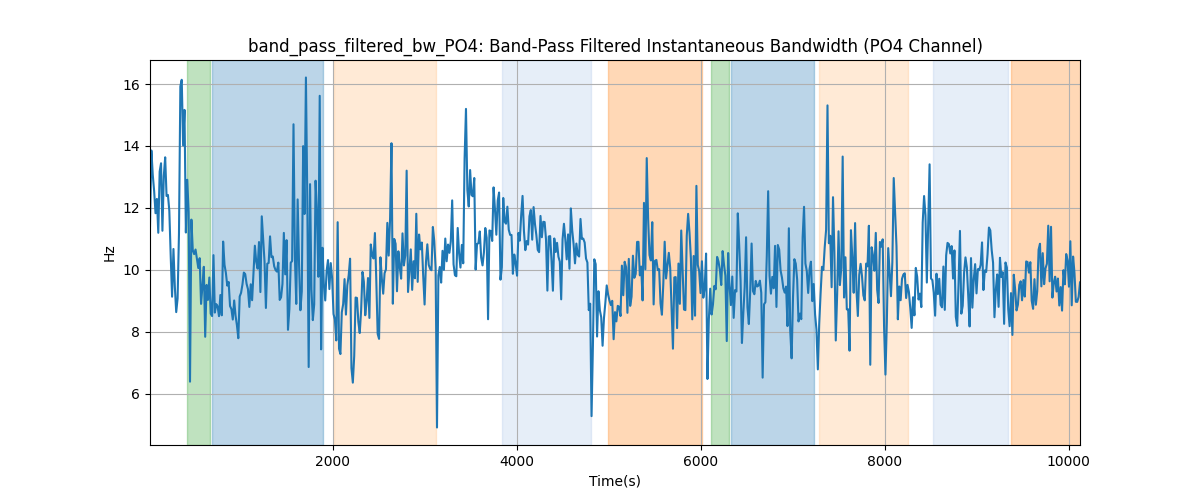 band_pass_filtered_bw_PO4: Band-Pass Filtered Instantaneous Bandwidth (PO4 Channel)
16
14
12
10
8
6
Hz
2000 4000 6000 8000 10000
Time(s)